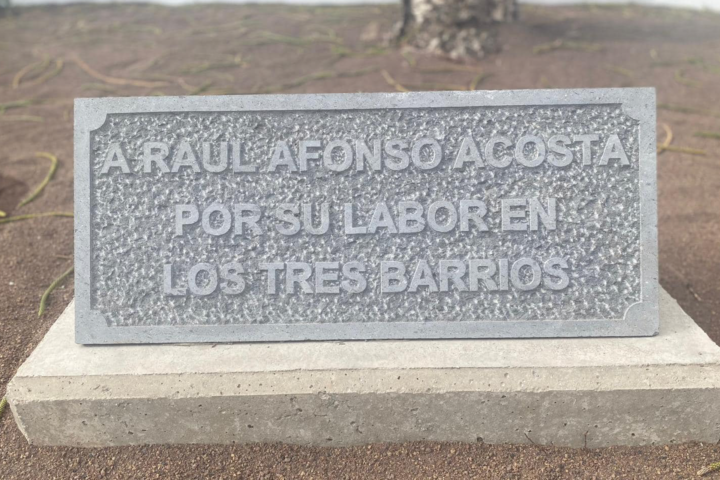 A RAUL AFONSO ACOSTA
POR SU LABOR EN
LOS TRES BARRIOS